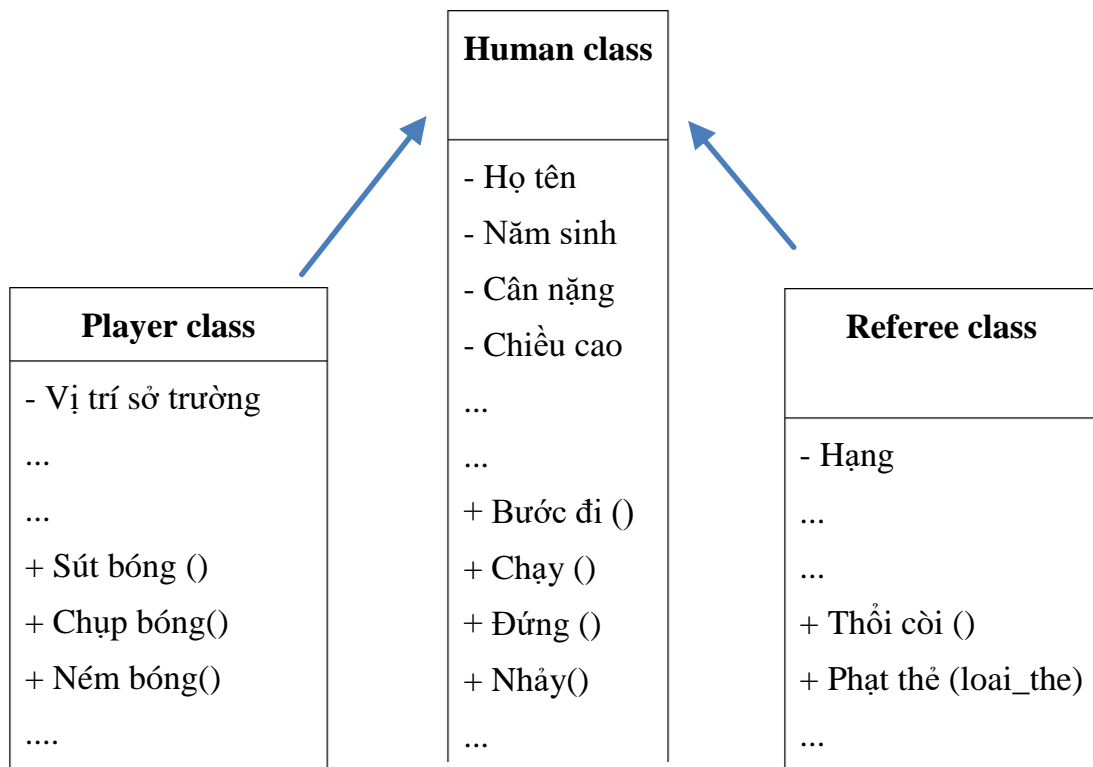 Human class
- Họ tên
- Năm sinh
- Cân nặng
- Chiều cao
...
...
+ Bước đi ()
+ Chạy ()
+ Đứng ()
+ Nhảy()
...
Player class
- Vị trí sở trường
...
...
+ Sút bóng ()
+ Chụp bóng()
+ Ném bóng()
....
Referee class
- Hạng
...
...
+ Thổi còi ()
+ Phạt thẻ (loai_the)
...